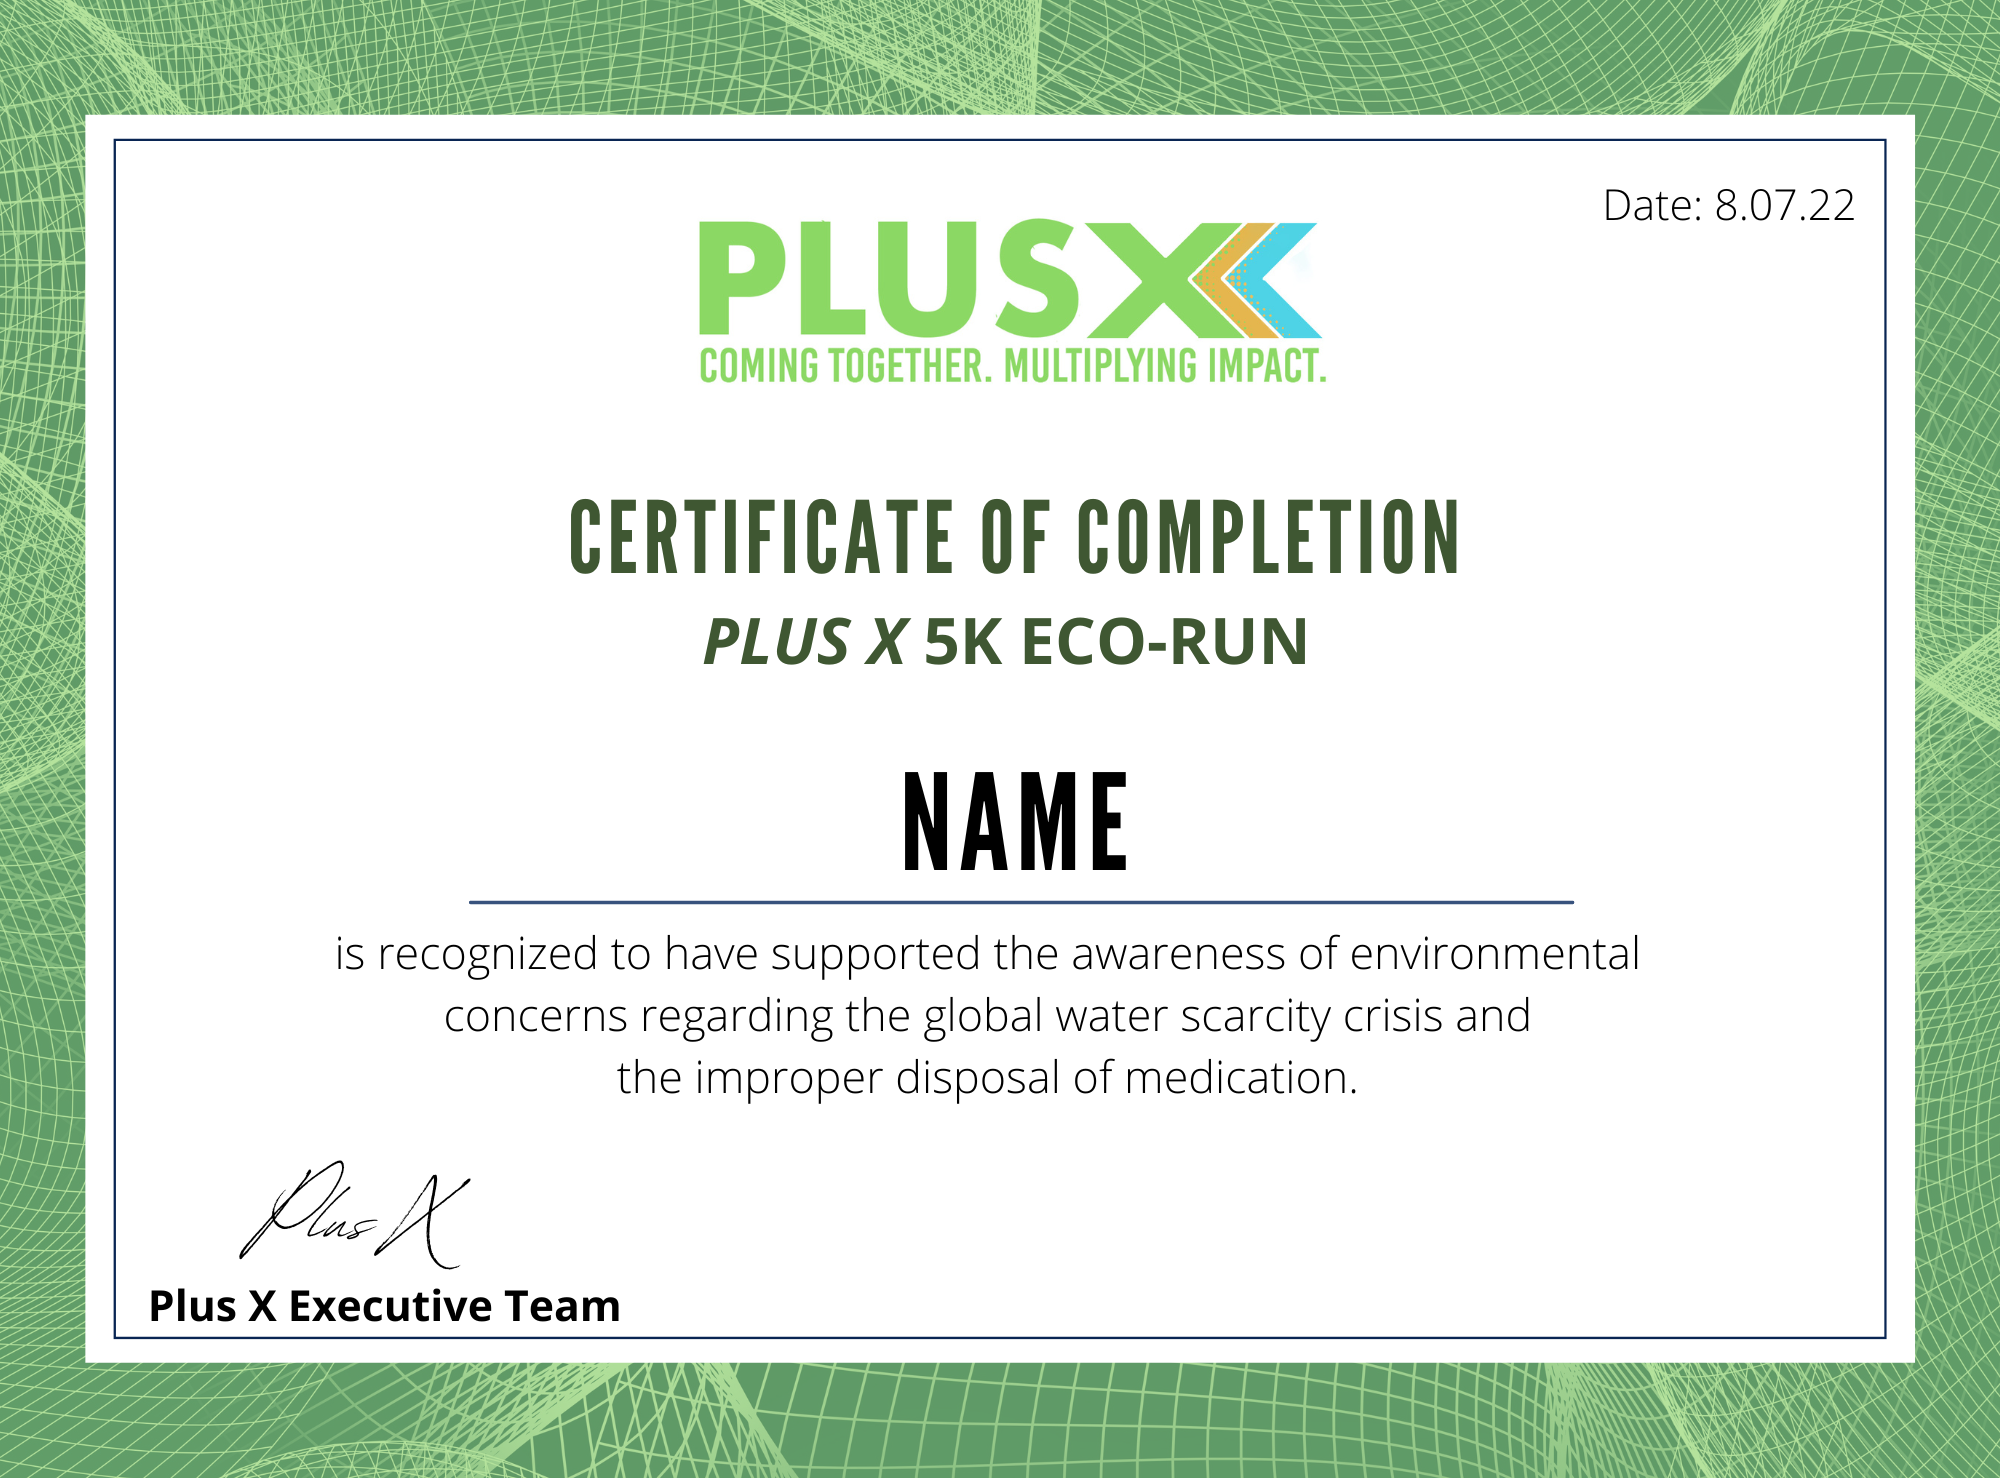 Date: 8.07.22
PLUSX
COMING TOGETHER. MULTIPLYING IMPACT.
CERTIFICATE OF COMPLETION
PLUS X 5K ECO-RUN
NAME
is recognized to have supported the awareness of environmental
concerns regarding the global water scarcity crisis and
the improper disposal of medication.
Plus X
Plus X Executive Team